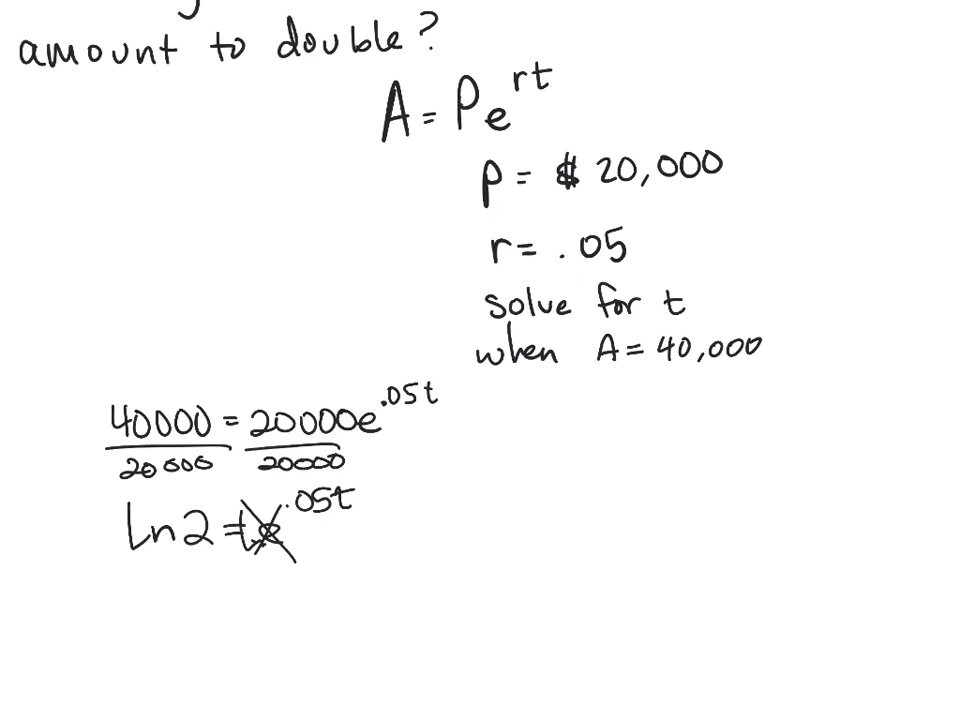 amount to double?
A = Pe^rt
P = $ 20,000
r = .05
solve for t
when A = 40,000
40000 = 20000e^.05t
20000 20000
Ln2 = .05t